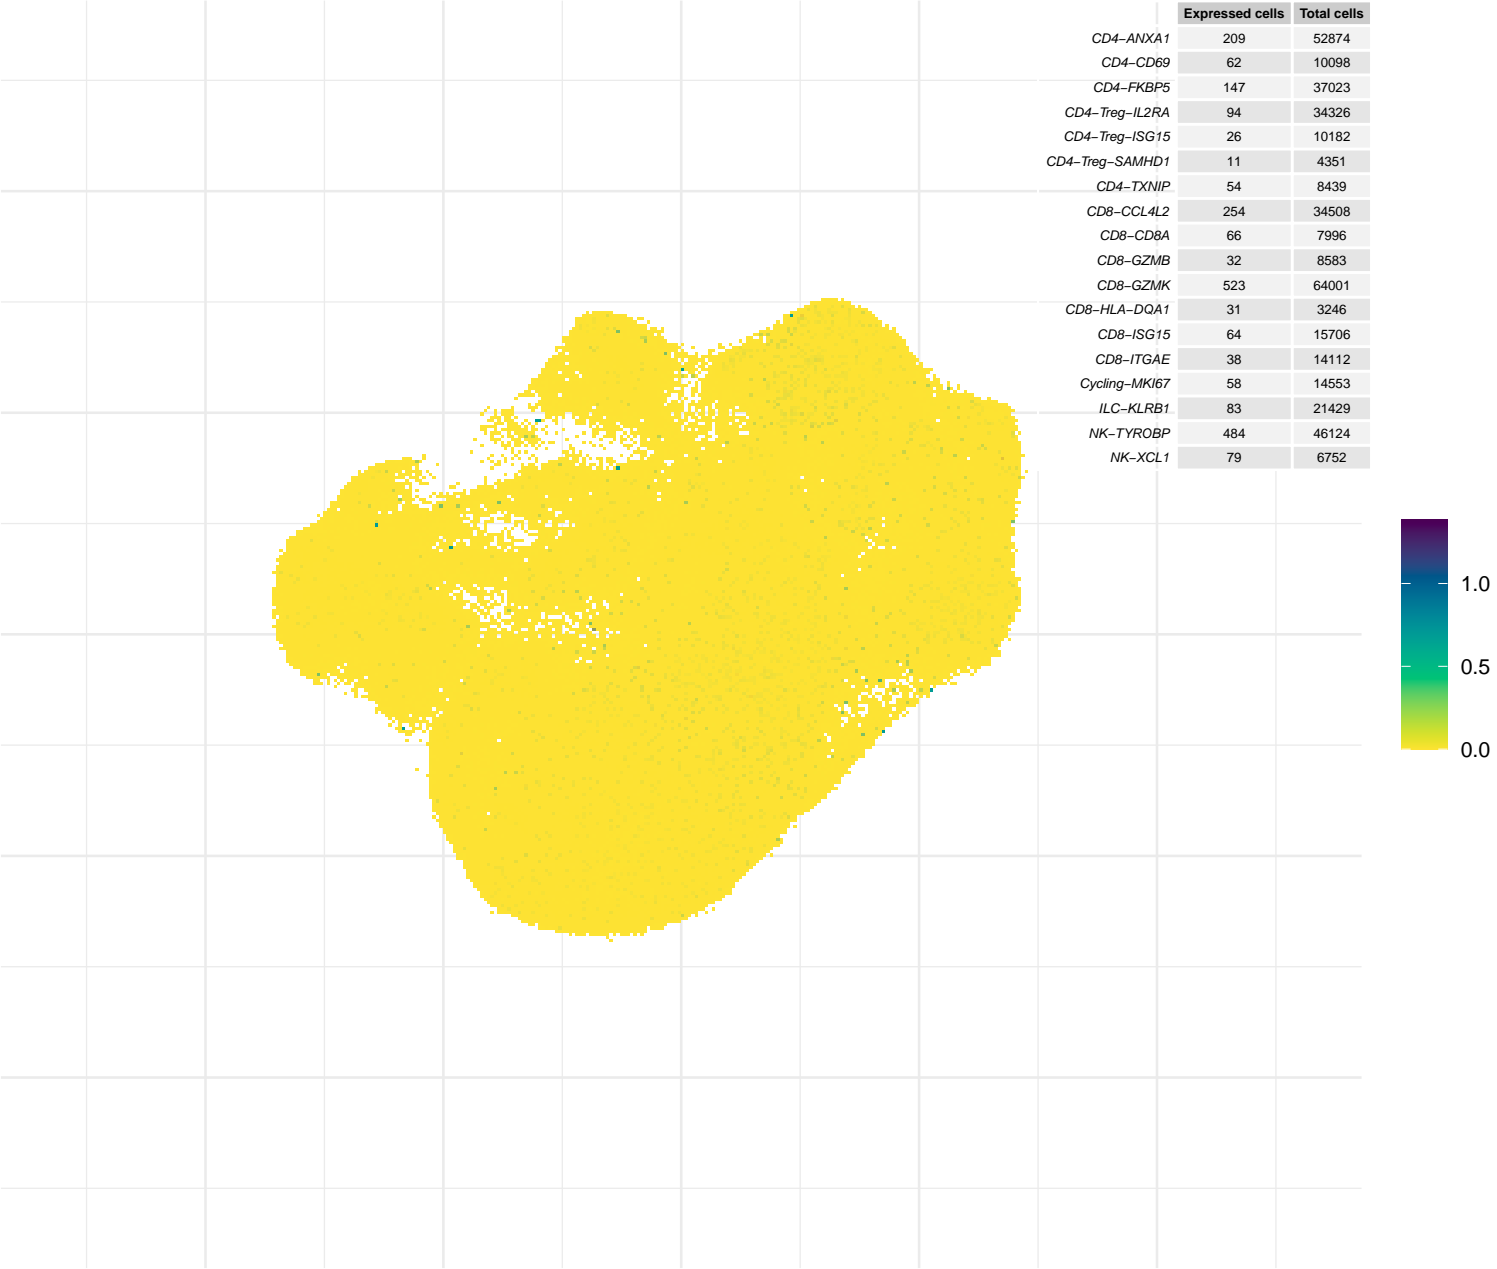 Expressed cells Total cells
CD4−ANXA1 209 52874
CD4−CD69 62 10098
CD4−FKBP5 147 37023
CD4−Treg−IL2RA 94 34326
CD4−Treg−ISG15 26 10182
CD4−Treg−SAMHD1 11 4351
CD4−TXNIP 54 8439
CD8−CCL4L2 254 34508
CD8−CD8A 66 7996
CD8−GZMB 32 8583
CD8−GZMK 523 64001
CD8−HLA−DQA1 31 3246
CD8−ISG15 64 15706
CD8−ITGAE 38 14112
Cycling−MKI67 58 14553
ILC−KLRB1 83 21429
NK−TYROBP 484 46124
NK−XCL1 79 6752
1.0
0.5
0.0